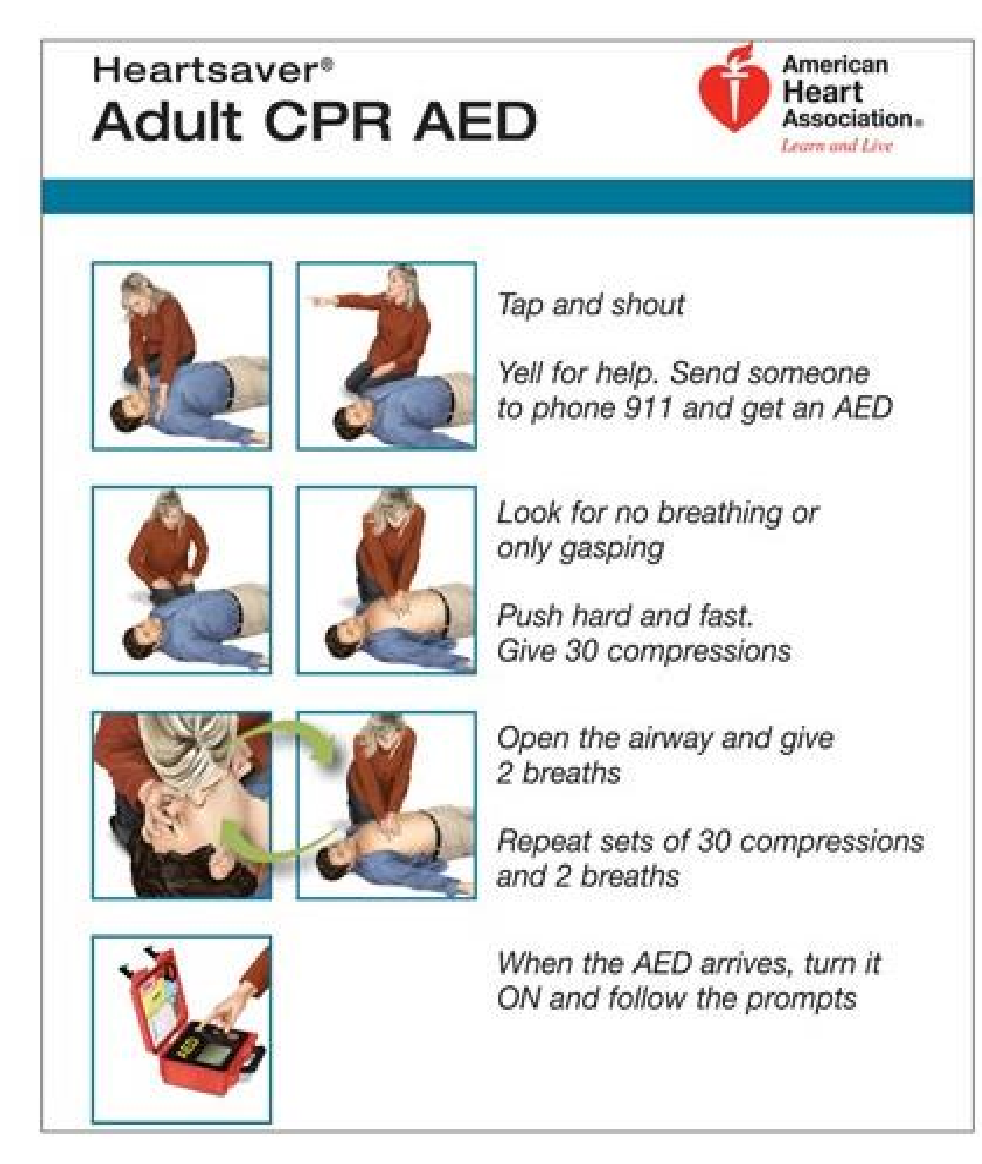 Heartsaver®
Adult CPR AED
American
Heart
Association®
Learn and Live
Tap and shout
Yell for help. Send someone
to phone 911 and get an AED
Look for no breathing or
only gasping
Push hard and fast.
Give 30 compressions
Open the airway and give
2 breaths
Repeat sets of 30 compressions
and 2 breaths
When the AED arrives, turn it
ON and follow the prompts
AED